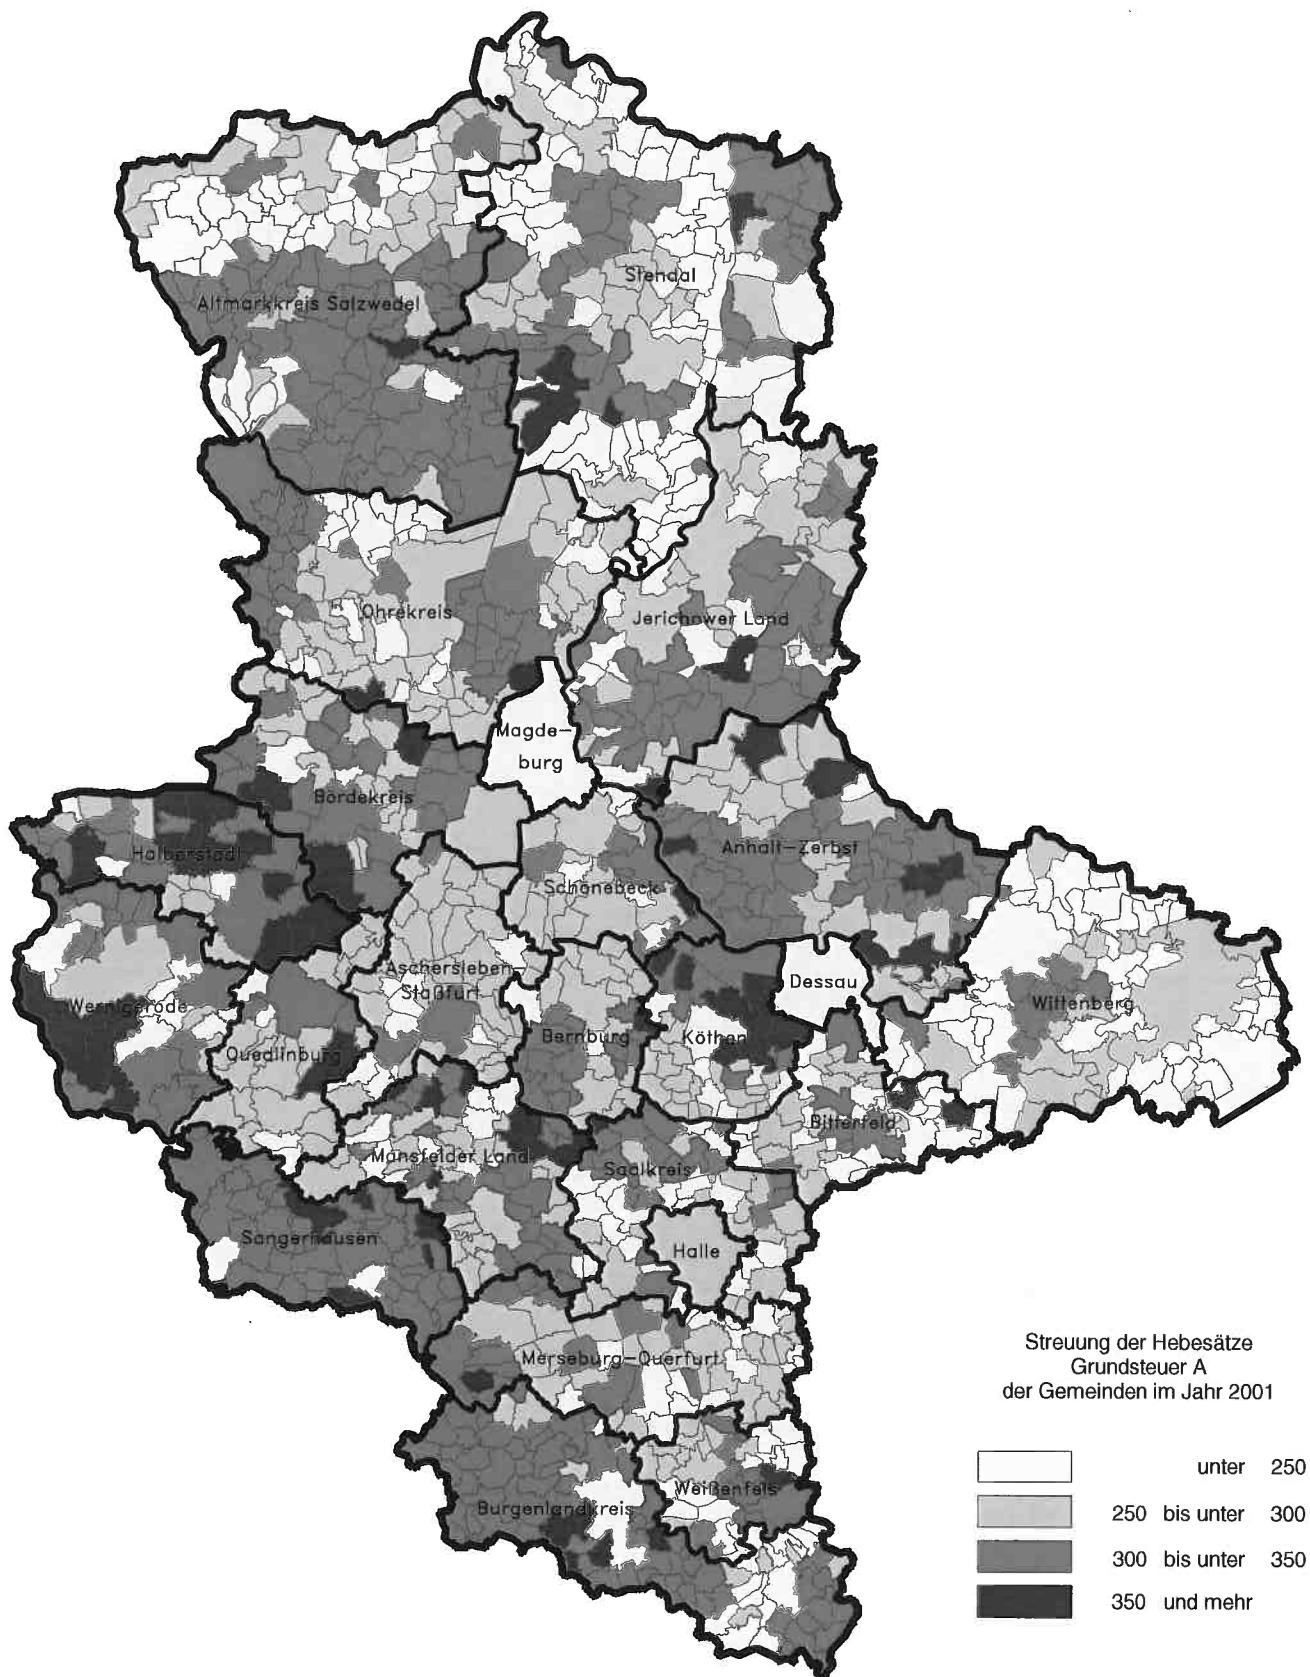 Stendal
Altmarkkreis Salzwedel
Ohrekreis
Jerichower Land
Magde-
burg
Bördekreis
Halberstadt
Anhalt-Zerbst
Schönebeck
Aschersleben-
Staßfurt
Dessau
Wernigerode
Wittenberg
Quedlinburg
Bernburg
Köthen
Bitterfeld
Mansfelder Land
Saalkreis
Sangerhausen
Halle
Merseburg-Querfurt
Weißenfels
Burgenlandkreis
Streuung der Hebesätze
Grundsteuer A
der Gemeinden im Jahr 2001
unter 250
250 bis unter 300
300 bis unter 350
350 und mehr